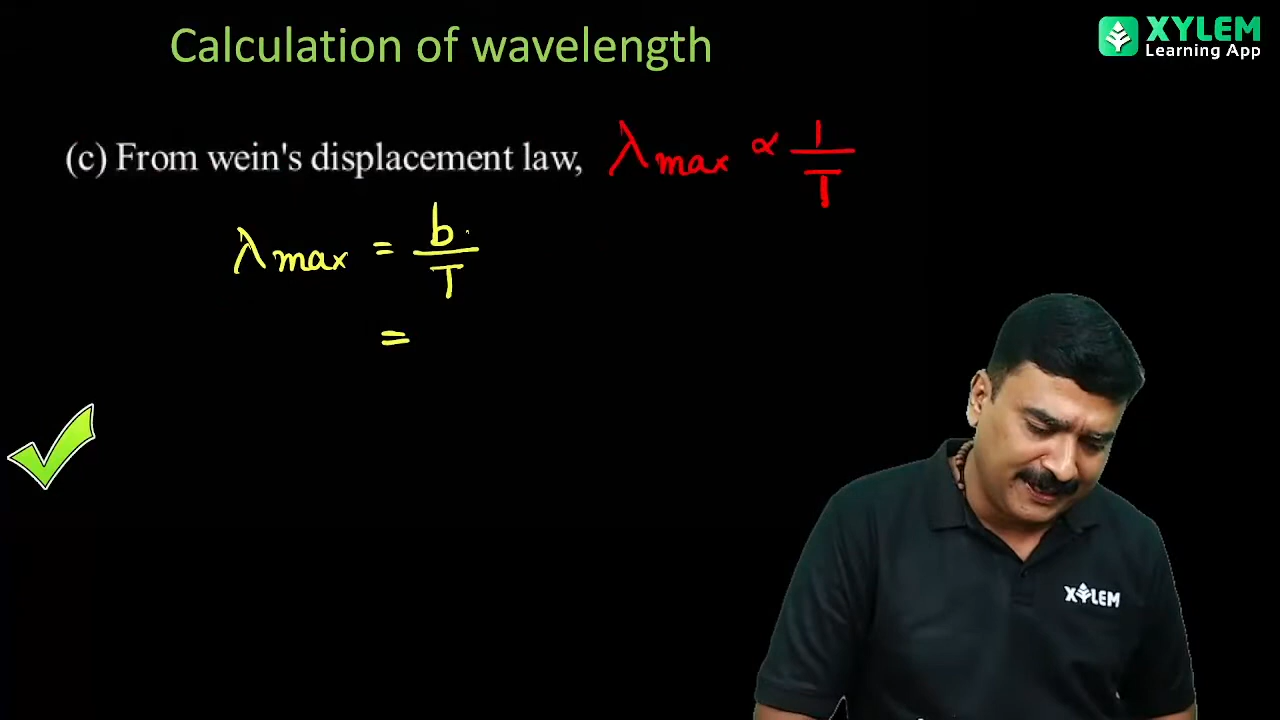 Calculation of wavelength
XYLEM
Learning App
(c) From wein's displacement law, λmax ∝ 1/T
λmax = b/T
=
XYLEM